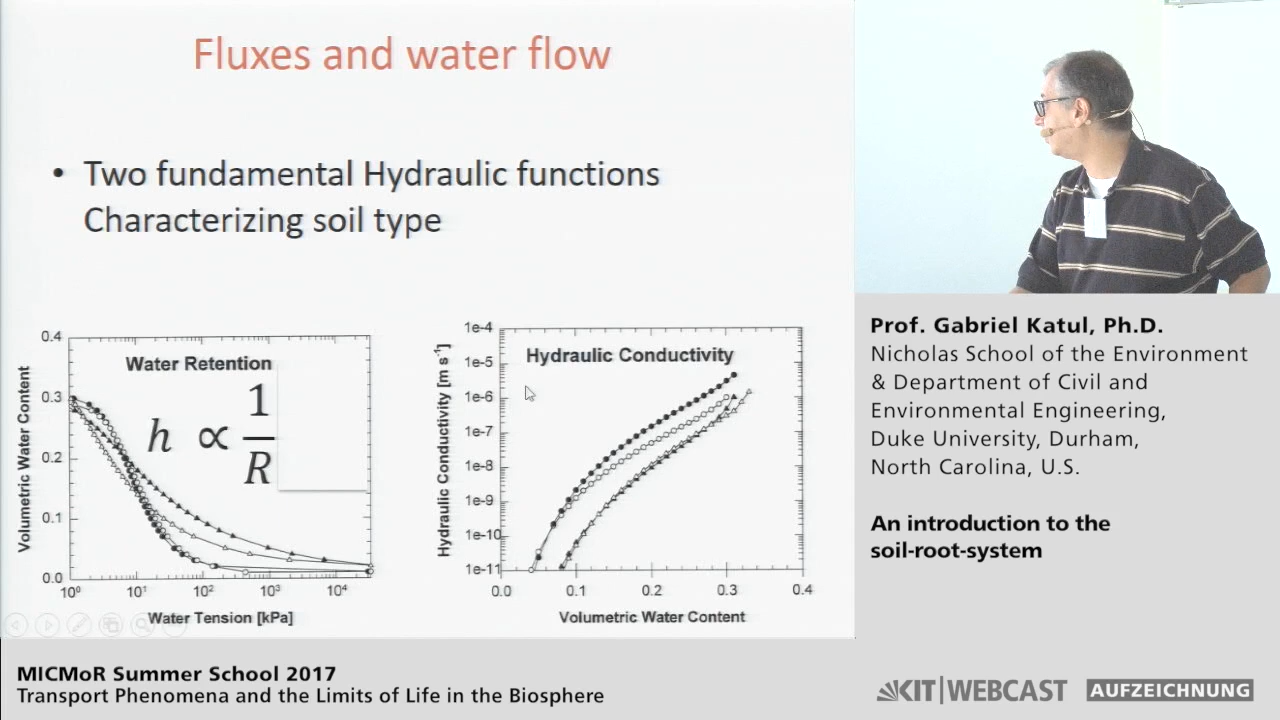 Fluxes and water flow
• Two fundamental Hydraulic functions
Characterizing soil type
Water Retention
h ∝ 1/R
Volumetric Water Content
0.4
0.3
0.2
0.1
0.0
10⁰ 10¹ 10² 10³ 10⁴
Water Tension [kPa]
Hydraulic Conductivity
Hydraulic Conductivity [m s⁻¹]
1e-4
1e-5
1e-6
1e-7
1e-8
1e-9
1e-10
1e-11
0.0 0.1 0.2 0.3 0.4
Volumetric Water Content
Prof. Gabriel Katul, Ph.D.
Nicholas School of the Environment
& Department of Civil and
Environmental Engineering,
Duke University, Durham,
North Carolina, U.S.
An introduction to the
soil-root-system
MICMoR Summer School 2017
Transport Phenomena and the Limits of Life in the Biosphere
KIT|WEBCAST AUFZEICHNUNG